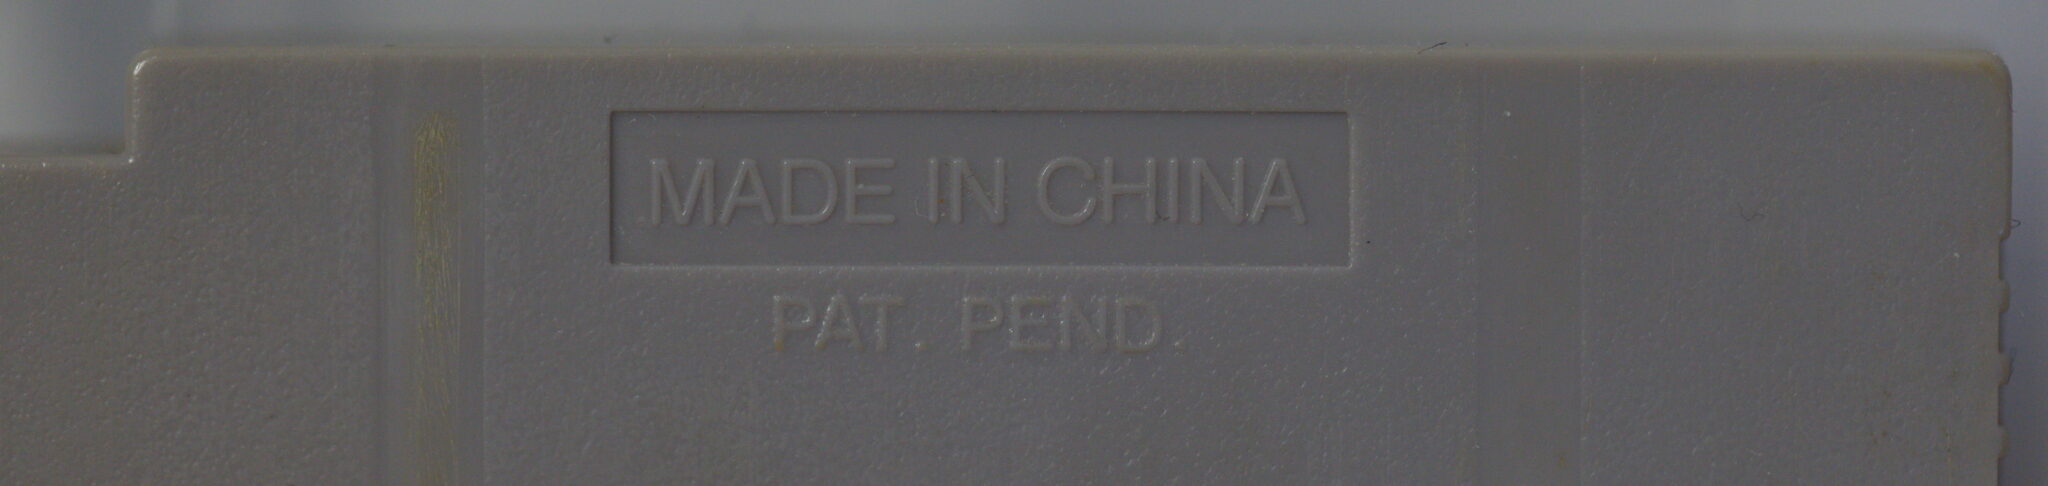 MADE IN CHINA
PAT. PEND.